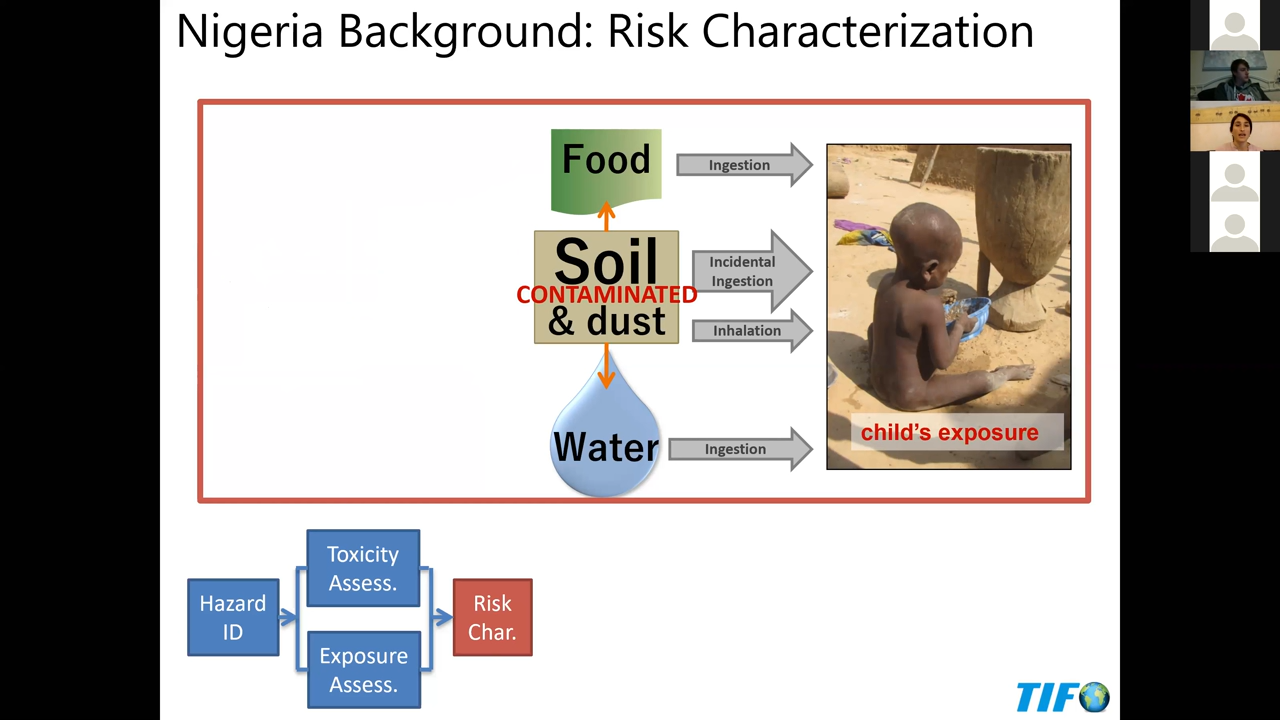 Nigeria Background: Risk Characterization
Food
Ingestion
Soil
CONTAMINATED
& dust
Incidental
Ingestion
Inhalation
Water
Ingestion
child's exposure
Hazard
ID
Toxicity
Assess.
Exposure
Assess.
Risk
Char.
TIFO